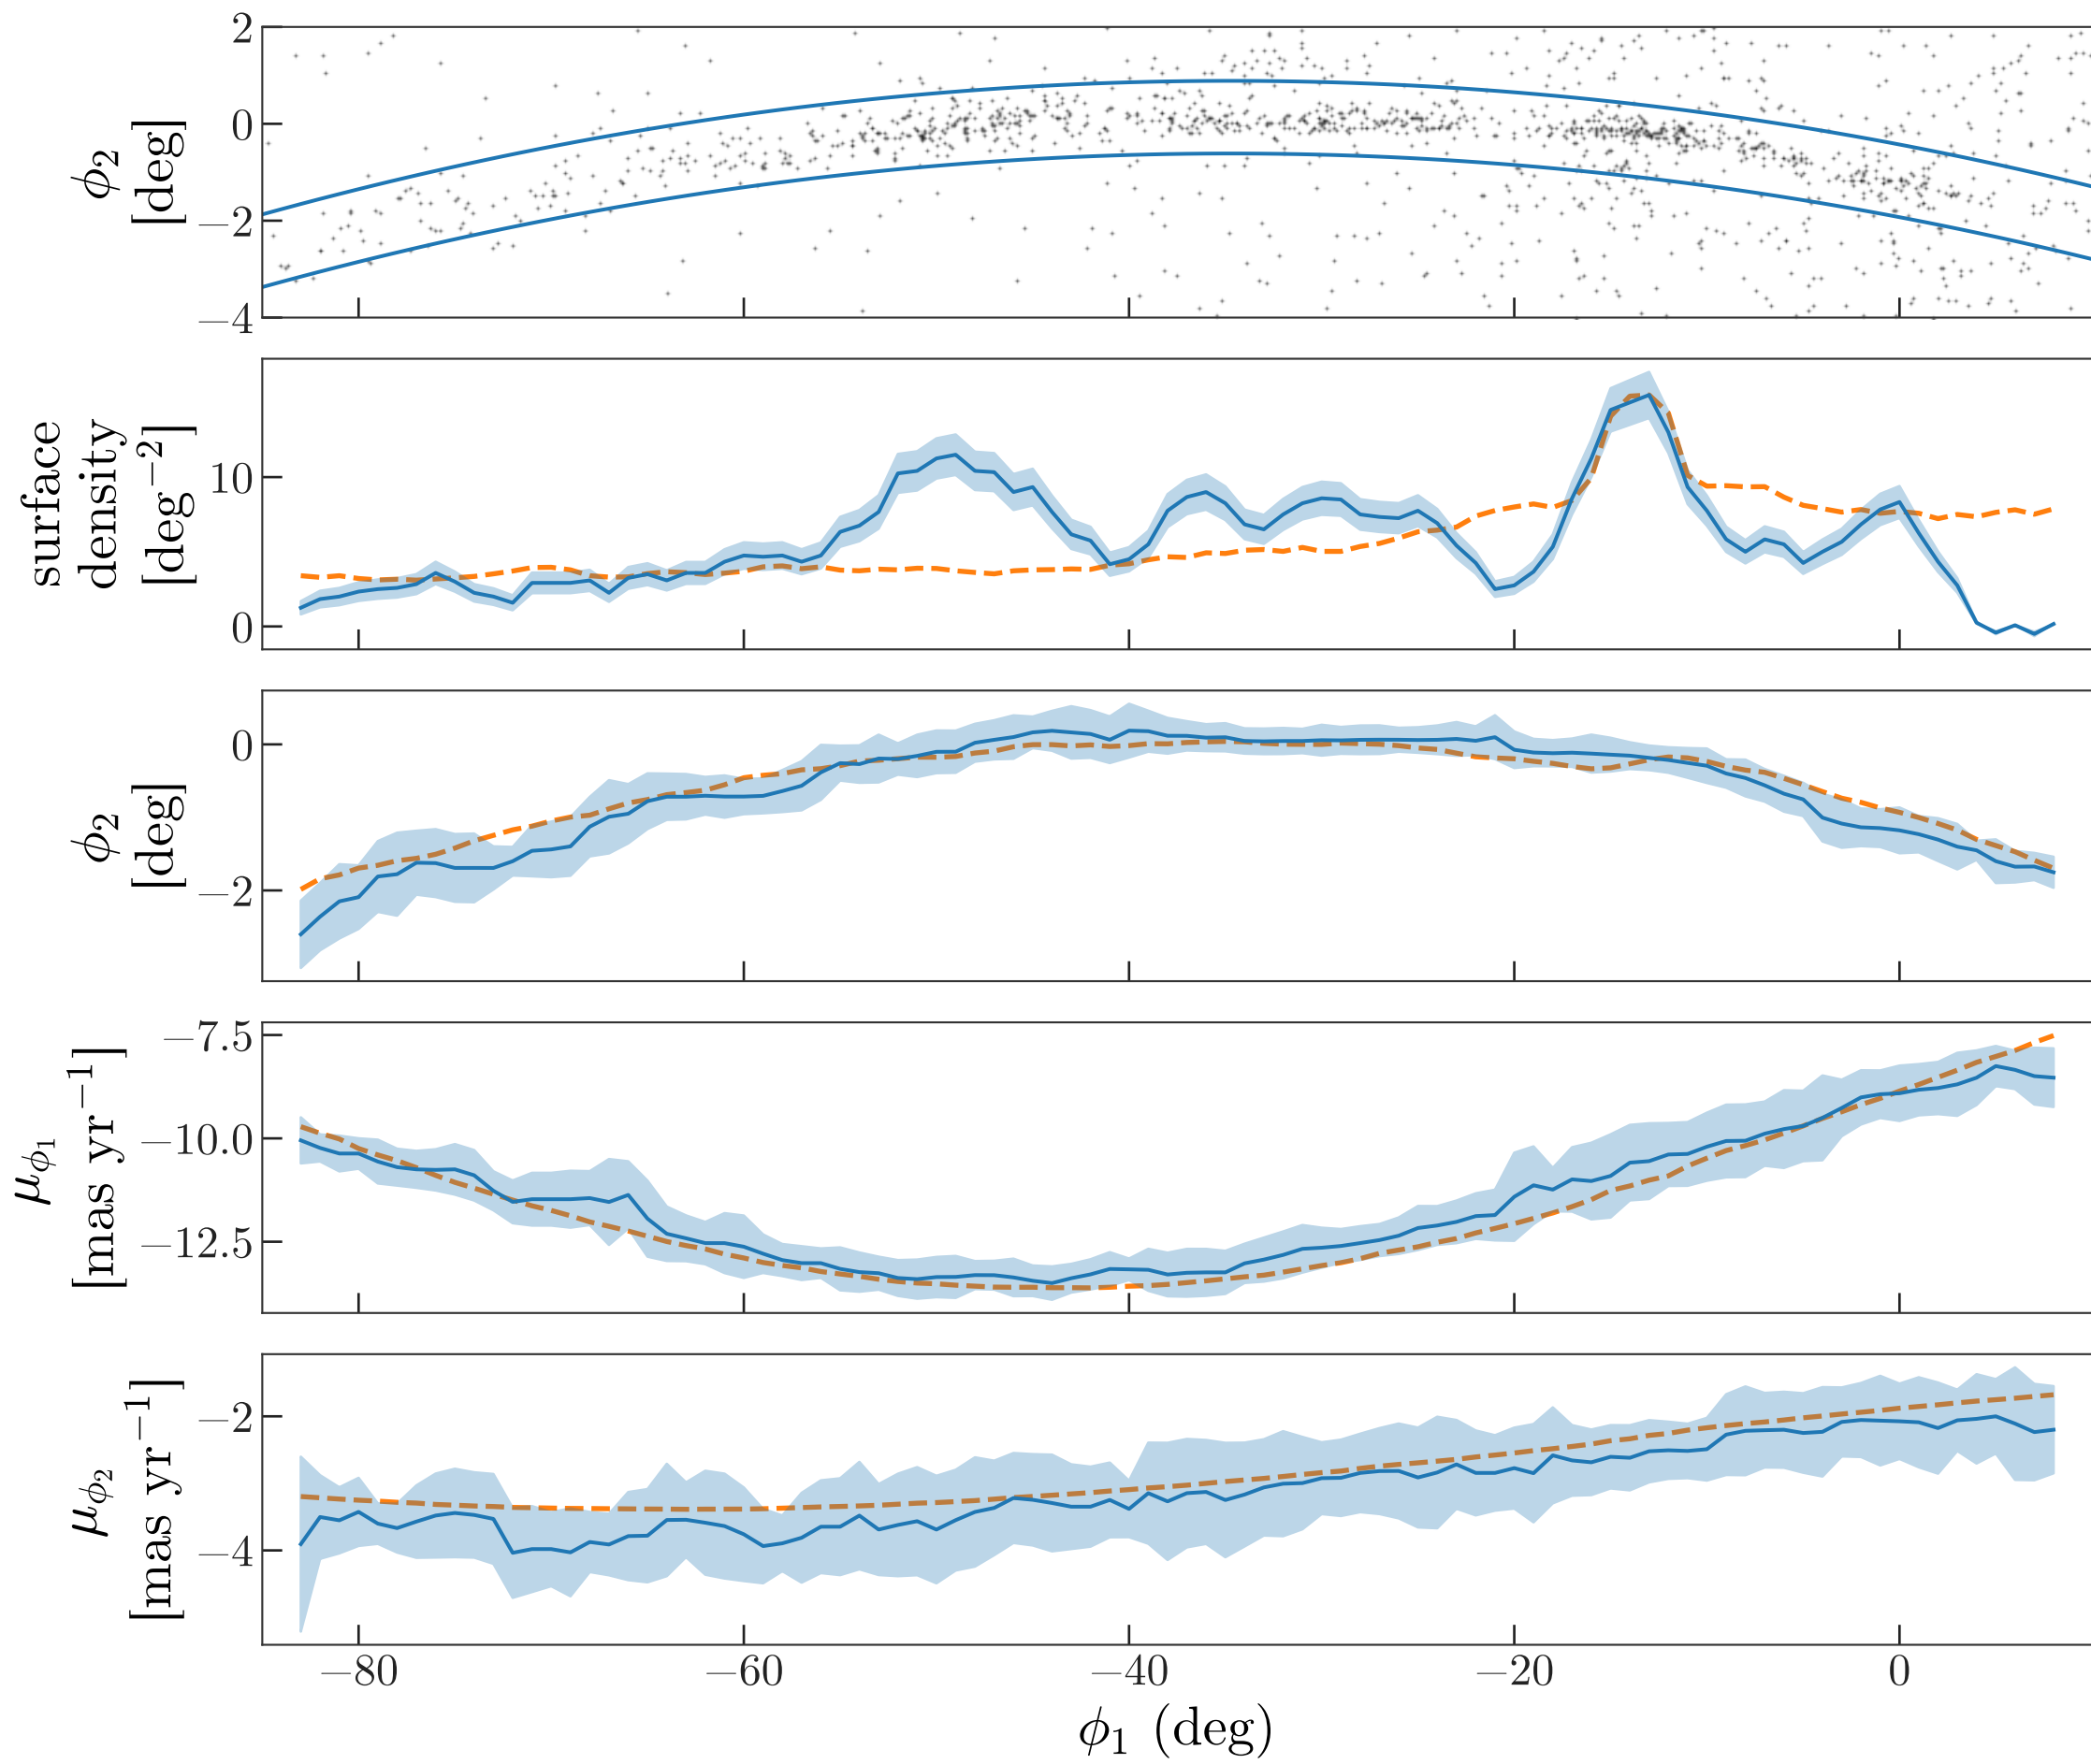 2
0
−2
−4
ϕ2
[deg]
10
0
surface
density
[deg−2]
0
−2
ϕ2
[deg]
−7.5
−10.0
−12.5
μϕ1
[mas yr−1]
−2
−4
μϕ2
[mas yr−1]
−80 −60 −40 −20 0
ϕ1 (deg)